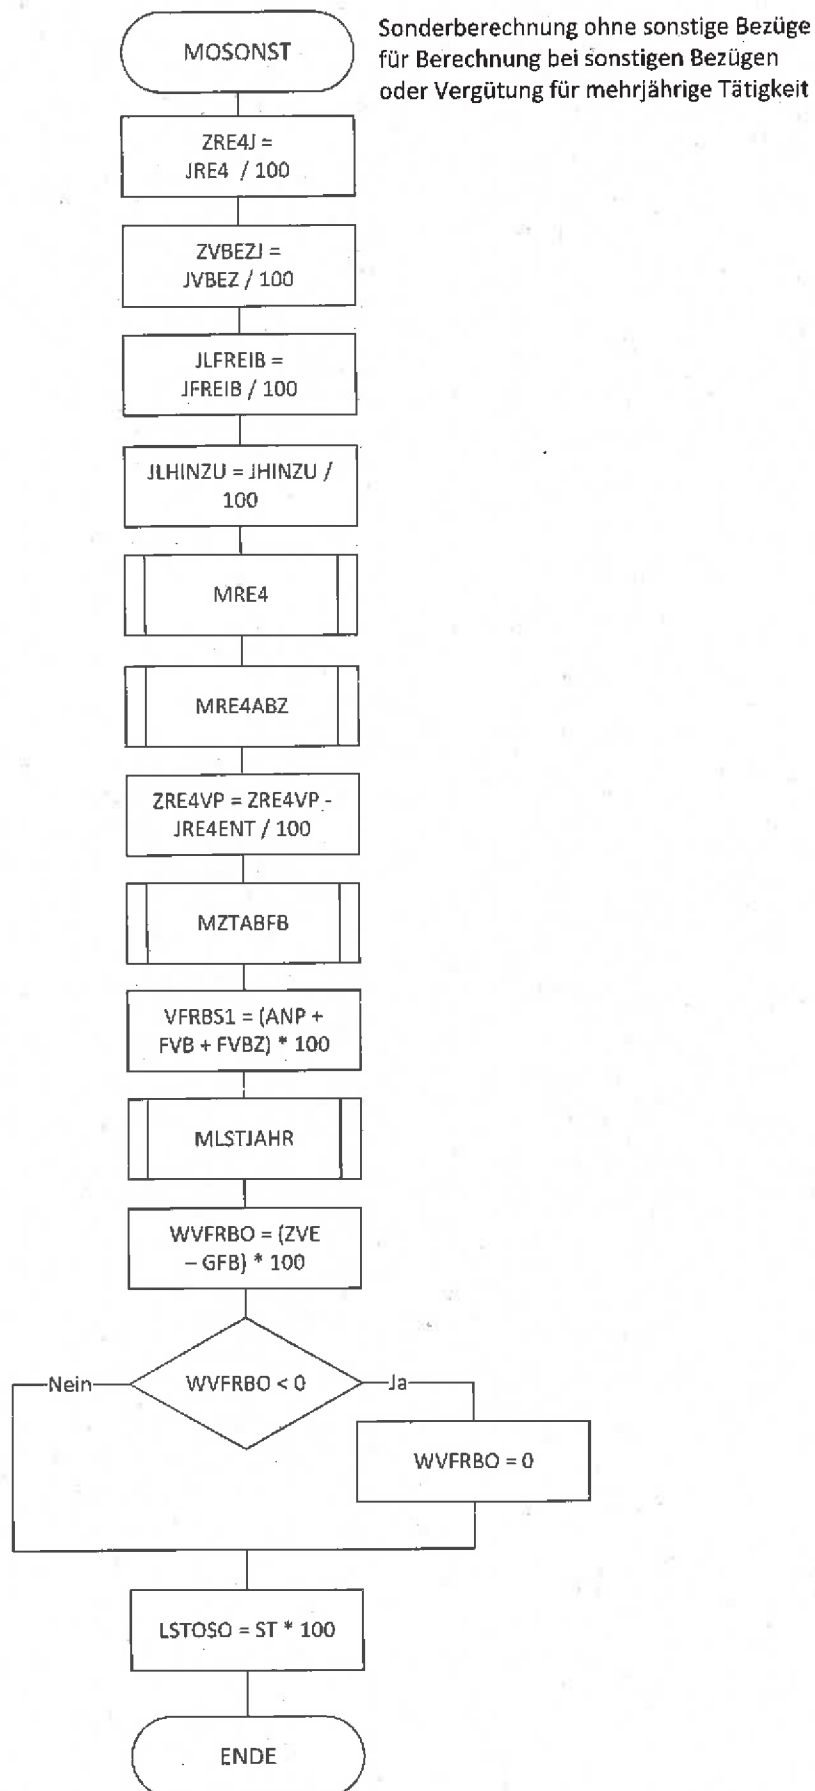 MOSONST
Sonderberechnung ohne sonstige Bezüge
für Berechnung bei sonstigen Bezügen
oder Vergütung für mehrjährige Tätigkeit
ZRE4J =
JRE4 / 100
ZVBEZJ =
JVBEZ / 100
JLFREIB =
JFREIB / 100
JLHINZU = JHINZU /
100
MRE4
MRE4ABZ
ZRE4VP = ZRE4VP -
JRE4ENT / 100
MZTABFB
VFRBS1 = (ANP +
FVB + FVBZ) * 100
MLSTJAHR
WVFRBO = (ZVE
– GFB) * 100
Nein
WVFRBO < 0
Ja
WVFRBO = 0
LSTOSO = ST * 100
ENDE